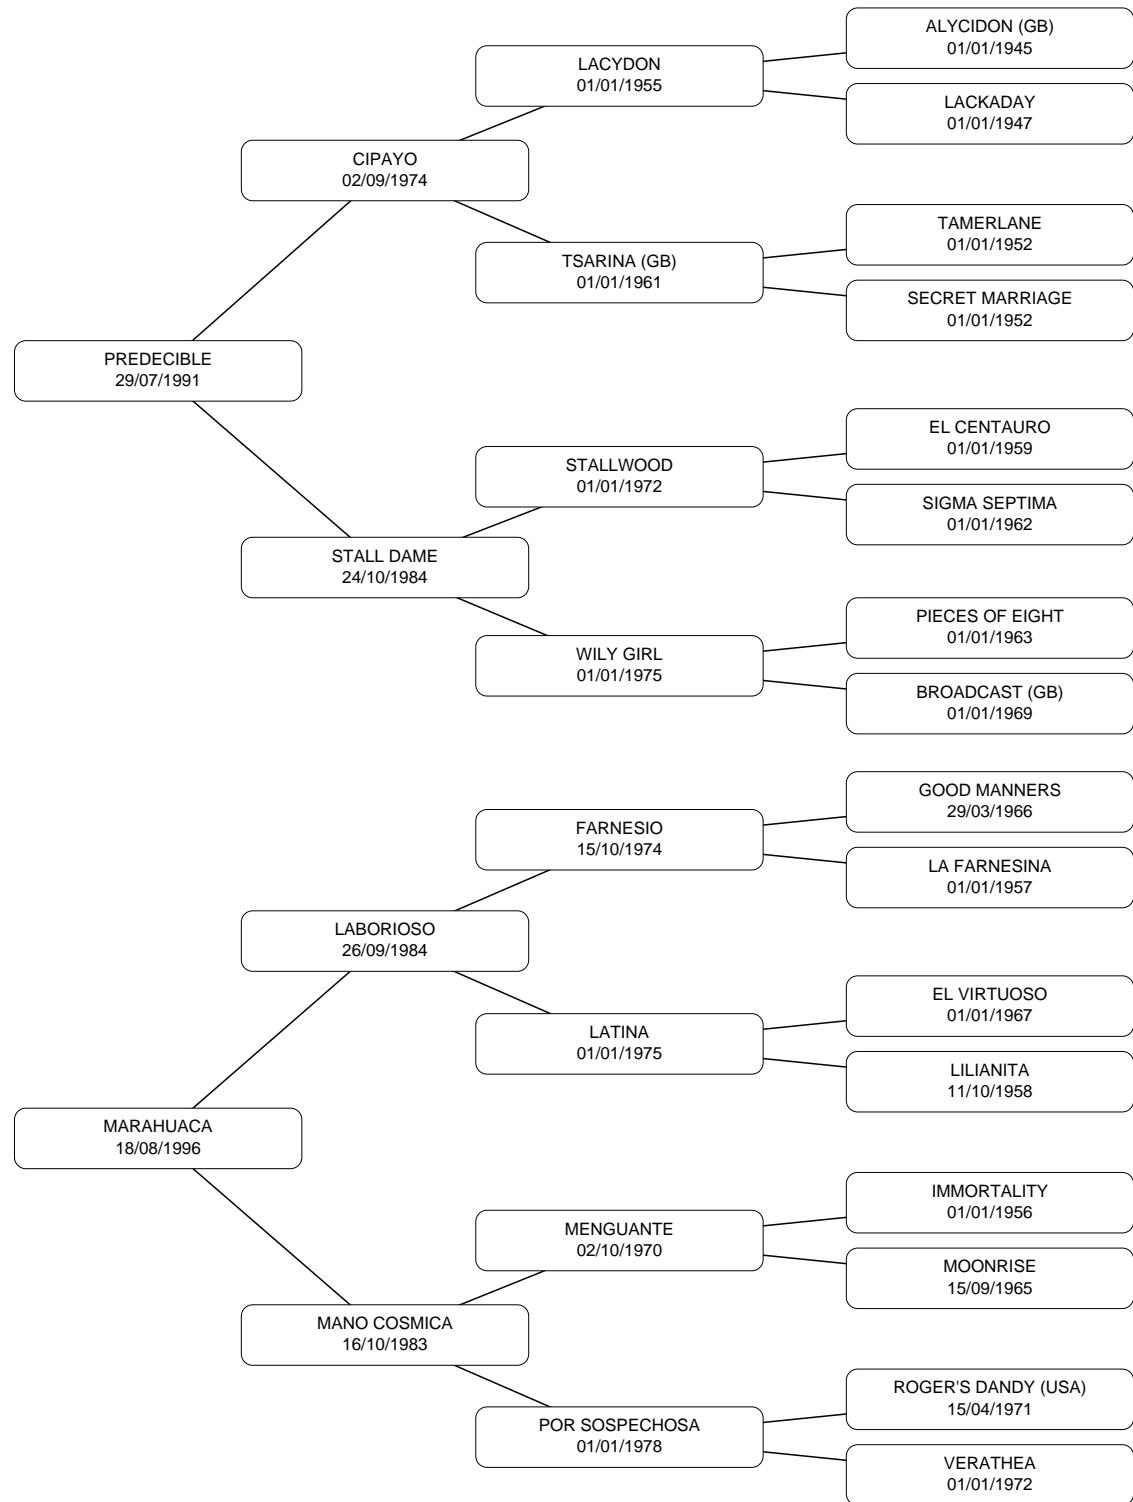 ALYCIDON (GB)
01/01/1945
LACYDON
01/01/1955
LACKADAY
01/01/1947
CIPAYO
02/09/1974
TAMERLANE
01/01/1952
TSARINA (GB)
01/01/1961
SECRET MARRIAGE
01/01/1952
PREDECIBLE
29/07/1991
EL CENTAURO
01/01/1959
STALLWOOD
01/01/1972
SIGMA SEPTIMA
01/01/1962
STALL DAME
24/10/1984
PIECES OF EIGHT
01/01/1963
WILY GIRL
01/01/1975
BROADCAST (GB)
01/01/1969
GOOD MANNERS
29/03/1966
FARNESIO
15/10/1974
LA FARNESINA
01/01/1957
LABORIOSO
26/09/1984
EL VIRTUOSO
01/01/1967
LATINA
01/01/1975
LILIANITA
11/10/1958
MARAHUACA
18/08/1996
IMMORTALITY
01/01/1956
MENGUANTE
02/10/1970
MOONRISE
15/09/1965
MANO COSMICA
16/10/1983
ROGER'S DANDY (USA)
15/04/1971
POR SOSPECHOSA
01/01/1978
VERATHEA
01/01/1972